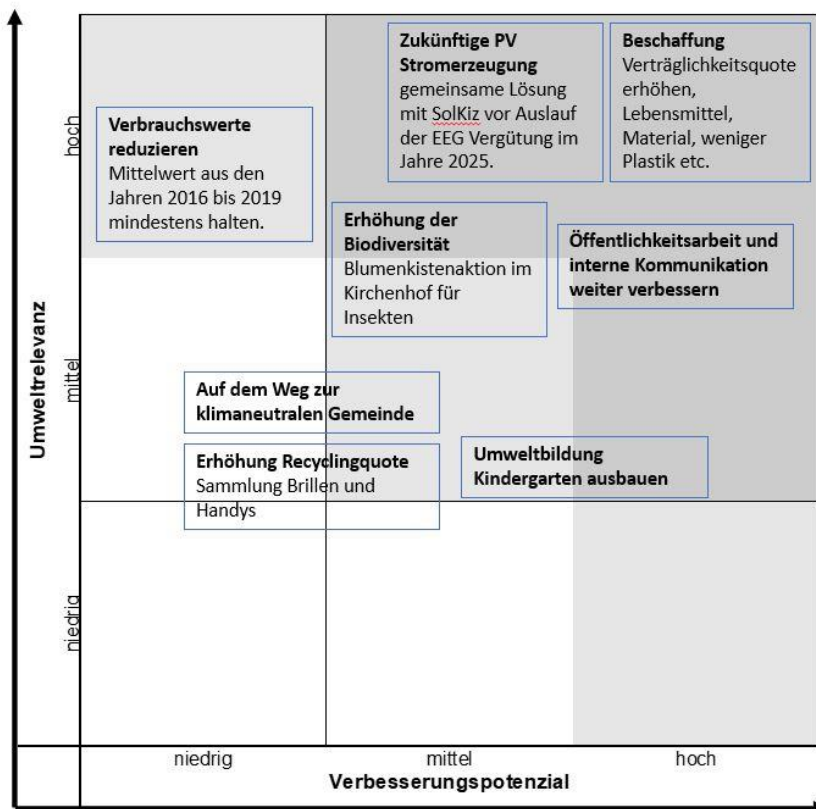 Zukünftige PV
Stromerzeugung
gemeinsame Lösung
mit SolKiz vor Auslauf
der EEG Vergütung im
Jahre 2025.
Beschaffung
Verträglichkeitsquote
erhöhen,
Lebensmittel,
Material, weniger
Plastik etc.
Verbrauchswerte
reduzieren
Mittelwert aus den
Jahren 2016 bis 2019
mindestens halten.
Erhöhung der
Biodiversität
Blumenkistenaktion im
Kirchenhof für
Insekten
Öffentlichkeitsarbeit und
interne Kommunikation
weiter verbessern
Auf dem Weg zur
klimaneutralen Gemeinde
Erhöhung Recyclingquote
Sammlung Brillen und
Handys
Umweltbildung
Kindergarten ausbauen
Umweltrelevanz
hoch
mittel
niedrig
niedrig
mittel
hoch
Verbesserungspotenzial